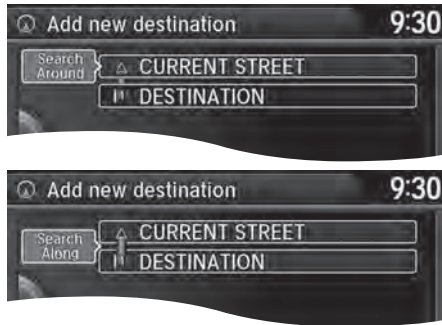 Add new destination 9:30
Search Around
CURRENT STREET
DESTINATION
Add new destination 9:30
Search Along
CURRENT STREET
DESTINATION